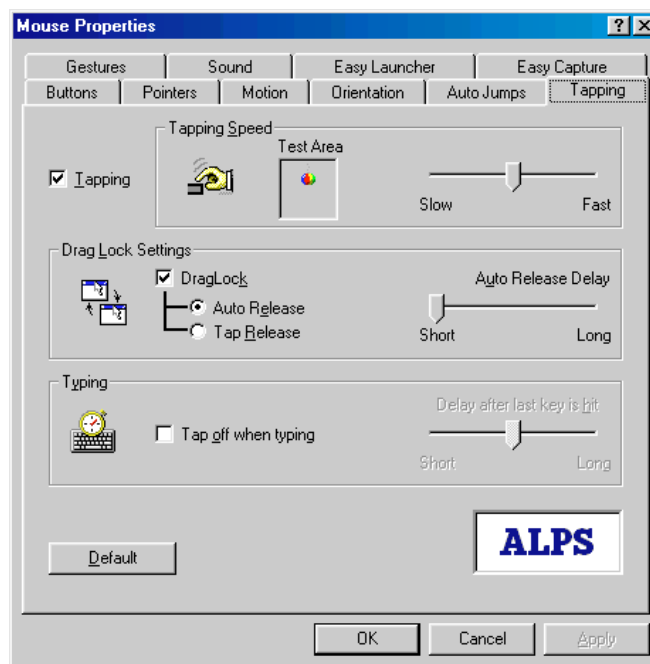 Mouse Properties
Gestures Sound Easy Launcher Easy Capture
Buttons Pointers Motion Orientation Auto Jumps Tapping
Tapping Speed
Test Area
Tapping
Slow Fast
Drag Lock Settings
DragLock Auto Release Delay
Auto Release
Tap Release Short Long
Typing
Delay after last key is hit
Tap off when typing
Short Long
ALPS
Default
OK Cancel Apply